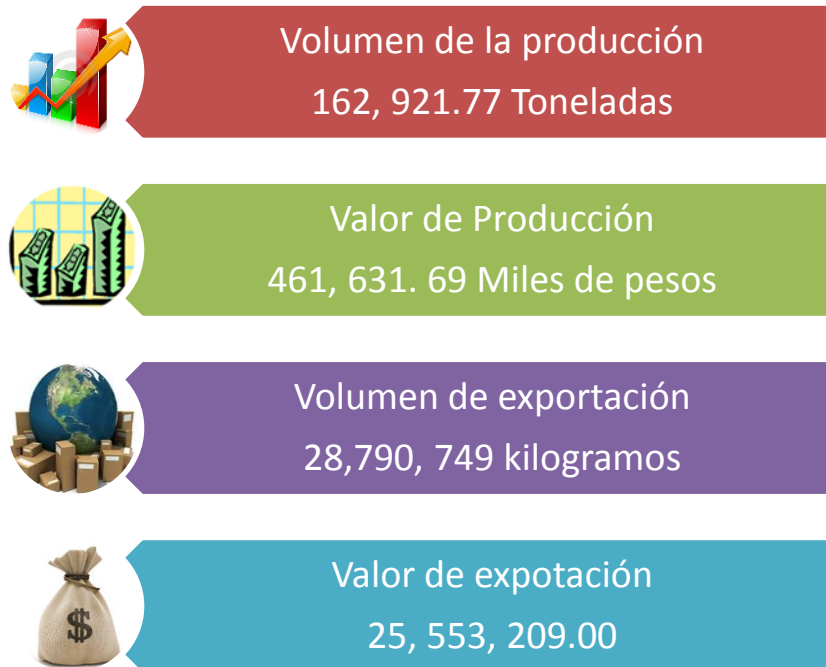 Volumen de la producción
162, 921.77 Toneladas
Valor de Producción
461, 631. 69 Miles de pesos
Volumen de exportación
28,790, 749 kilogramos
Valor de expotación
25, 553, 209.00
$